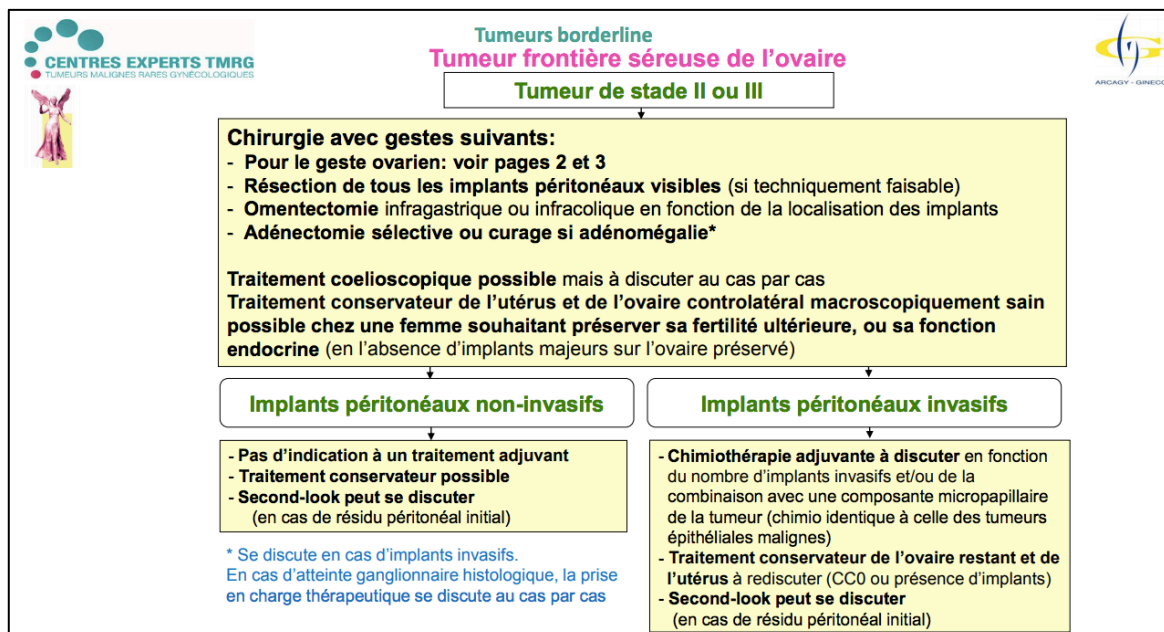 CENTRES EXPERTS TMRG
TUMEURS MALIGNES RARES GYNÉCOLOGIQUES
Tumeurs borderline
Tumeur frontière séreuse de l'ovaire
ARCAGY - GINECO
Tumeur de stade II ou III
Chirurgie avec gestes suivants:
- Pour le geste ovarien: voir pages 2 et 3
- Résection de tous les implants péritonéaux visibles (si techniquement faisable)
- Omentectomie infragastrique ou infracolique en fonction de la localisation des implants
- Adénectomie sélective ou curage si adénomégalie*
Traitement coelioscopique possible mais à discuter au cas par cas
Traitement conservateur de l'utérus et de l'ovaire controlatéral macroscopiquement sain
possible chez une femme souhaitant préserver sa fertilité ultérieure, ou sa fonction
endocrine (en l'absence d'implants majeurs sur l'ovaire préservé)
Implants péritonéaux non-invasifs
- Pas d'indication à un traitement adjuvant
- Traitement conservateur possible
- Second-look peut se discuter
(en cas de résidu péritonéal initial)
* Se discute en cas d'implants invasifs.
En cas d'atteinte ganglionnaire histologique, la prise
en charge thérapeutique se discute au cas par cas
Implants péritonéaux invasifs
- Chimiothérapie adjuvante à discuter en fonction
du nombre d'implants invasifs et/ou de la
combinaison avec une composante micropapillaire
de la tumeur (chimio identique à celle des tumeurs
épithéliales malignes)
- Traitement conservateur de l'ovaire restant et de
l'utérus à rediscuter (CC0 ou présence d'implants)
- Second-look peut se discuter
(en cas de résidu péritonéal initial)